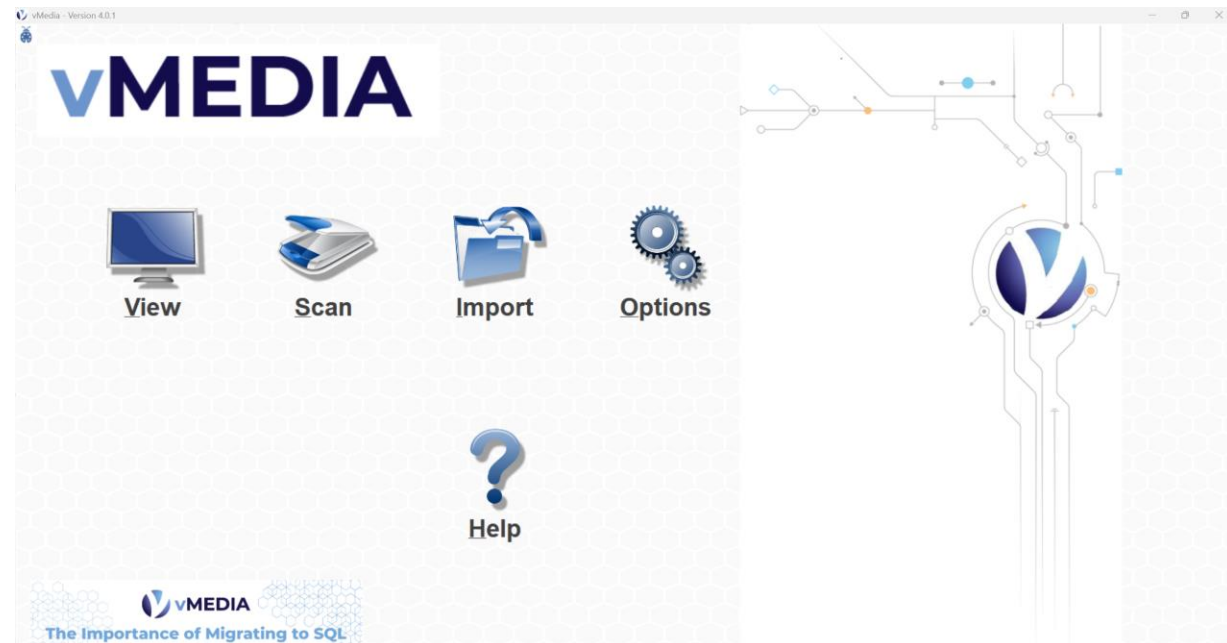 vMedia - Version 4.0.1
vMEDIA
View
Scan
Import
Options
Help
vMEDIA
The Importance of Migrating to SQL